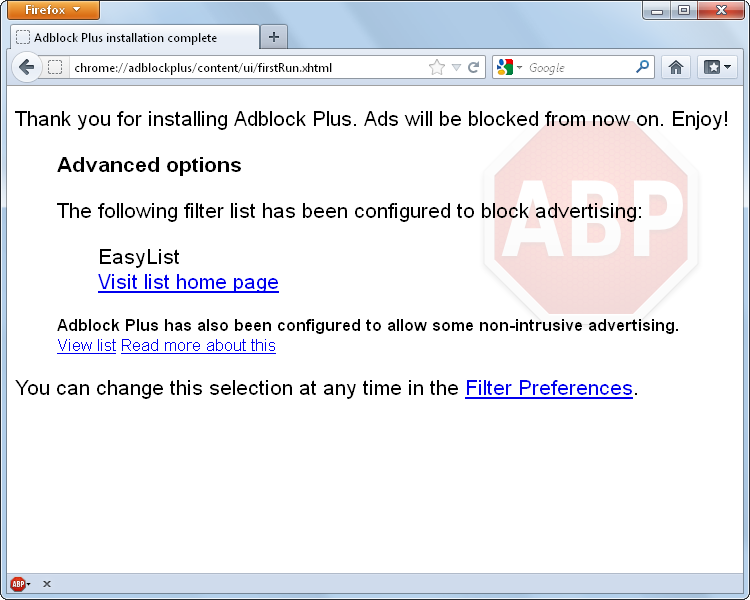 Firefox
Adblock Plus installation complete
chrome://adblockplus/content/ui/firstRun.xhtml
Google
Thank you for installing Adblock Plus. Ads will be blocked from now on. Enjoy!
Advanced options
The following filter list has been configured to block advertising:
ABP
EasyList
Visit list home page
Adblock Plus has also been configured to allow some non-intrusive advertising.
View list Read more about this
You can change this selection at any time in the Filter Preferences.
ABP